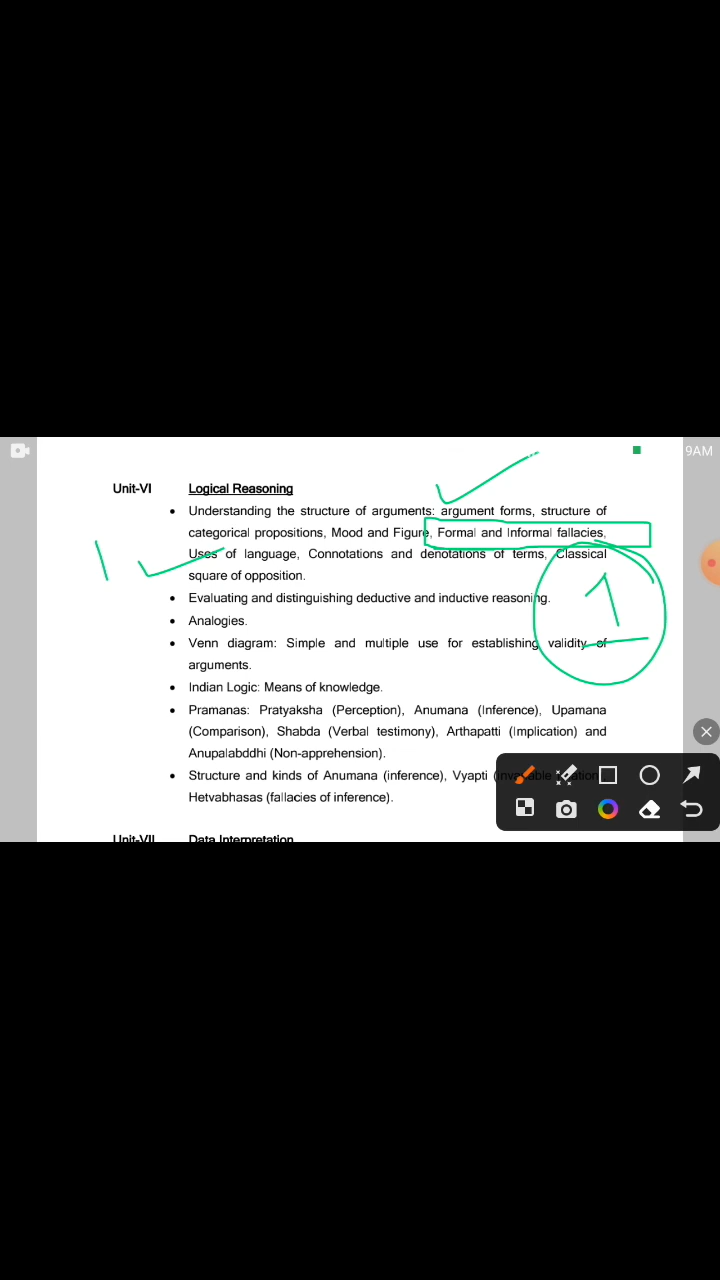 9AM
Unit-VI Logical Reasoning
• Understanding the structure of arguments: argument forms, structure of
categorical propositions, Mood and Figure, Formal and Informal fallacies,
Uses of language, Connotations and denotations of terms, Classical
square of opposition.
1
• Evaluating and distinguishing deductive and inductive reasoning.
1
• Analogies.
• Venn diagram: Simple and multiple use for establishing validity of
arguments.
• Indian Logic: Means of knowledge.
• Pramanas: Pratyaksha (Perception), Anumana (Inference), Upamana
(Comparison), Shabda (Verbal testimony), Arthapatti (Implication) and
Anupalabddhi (Non-apprehension).
• Structure and kinds of Anumana (inference), Vyapti
Hetvabhasas (fallacies of inference).
Unit-VII Data Interpretation